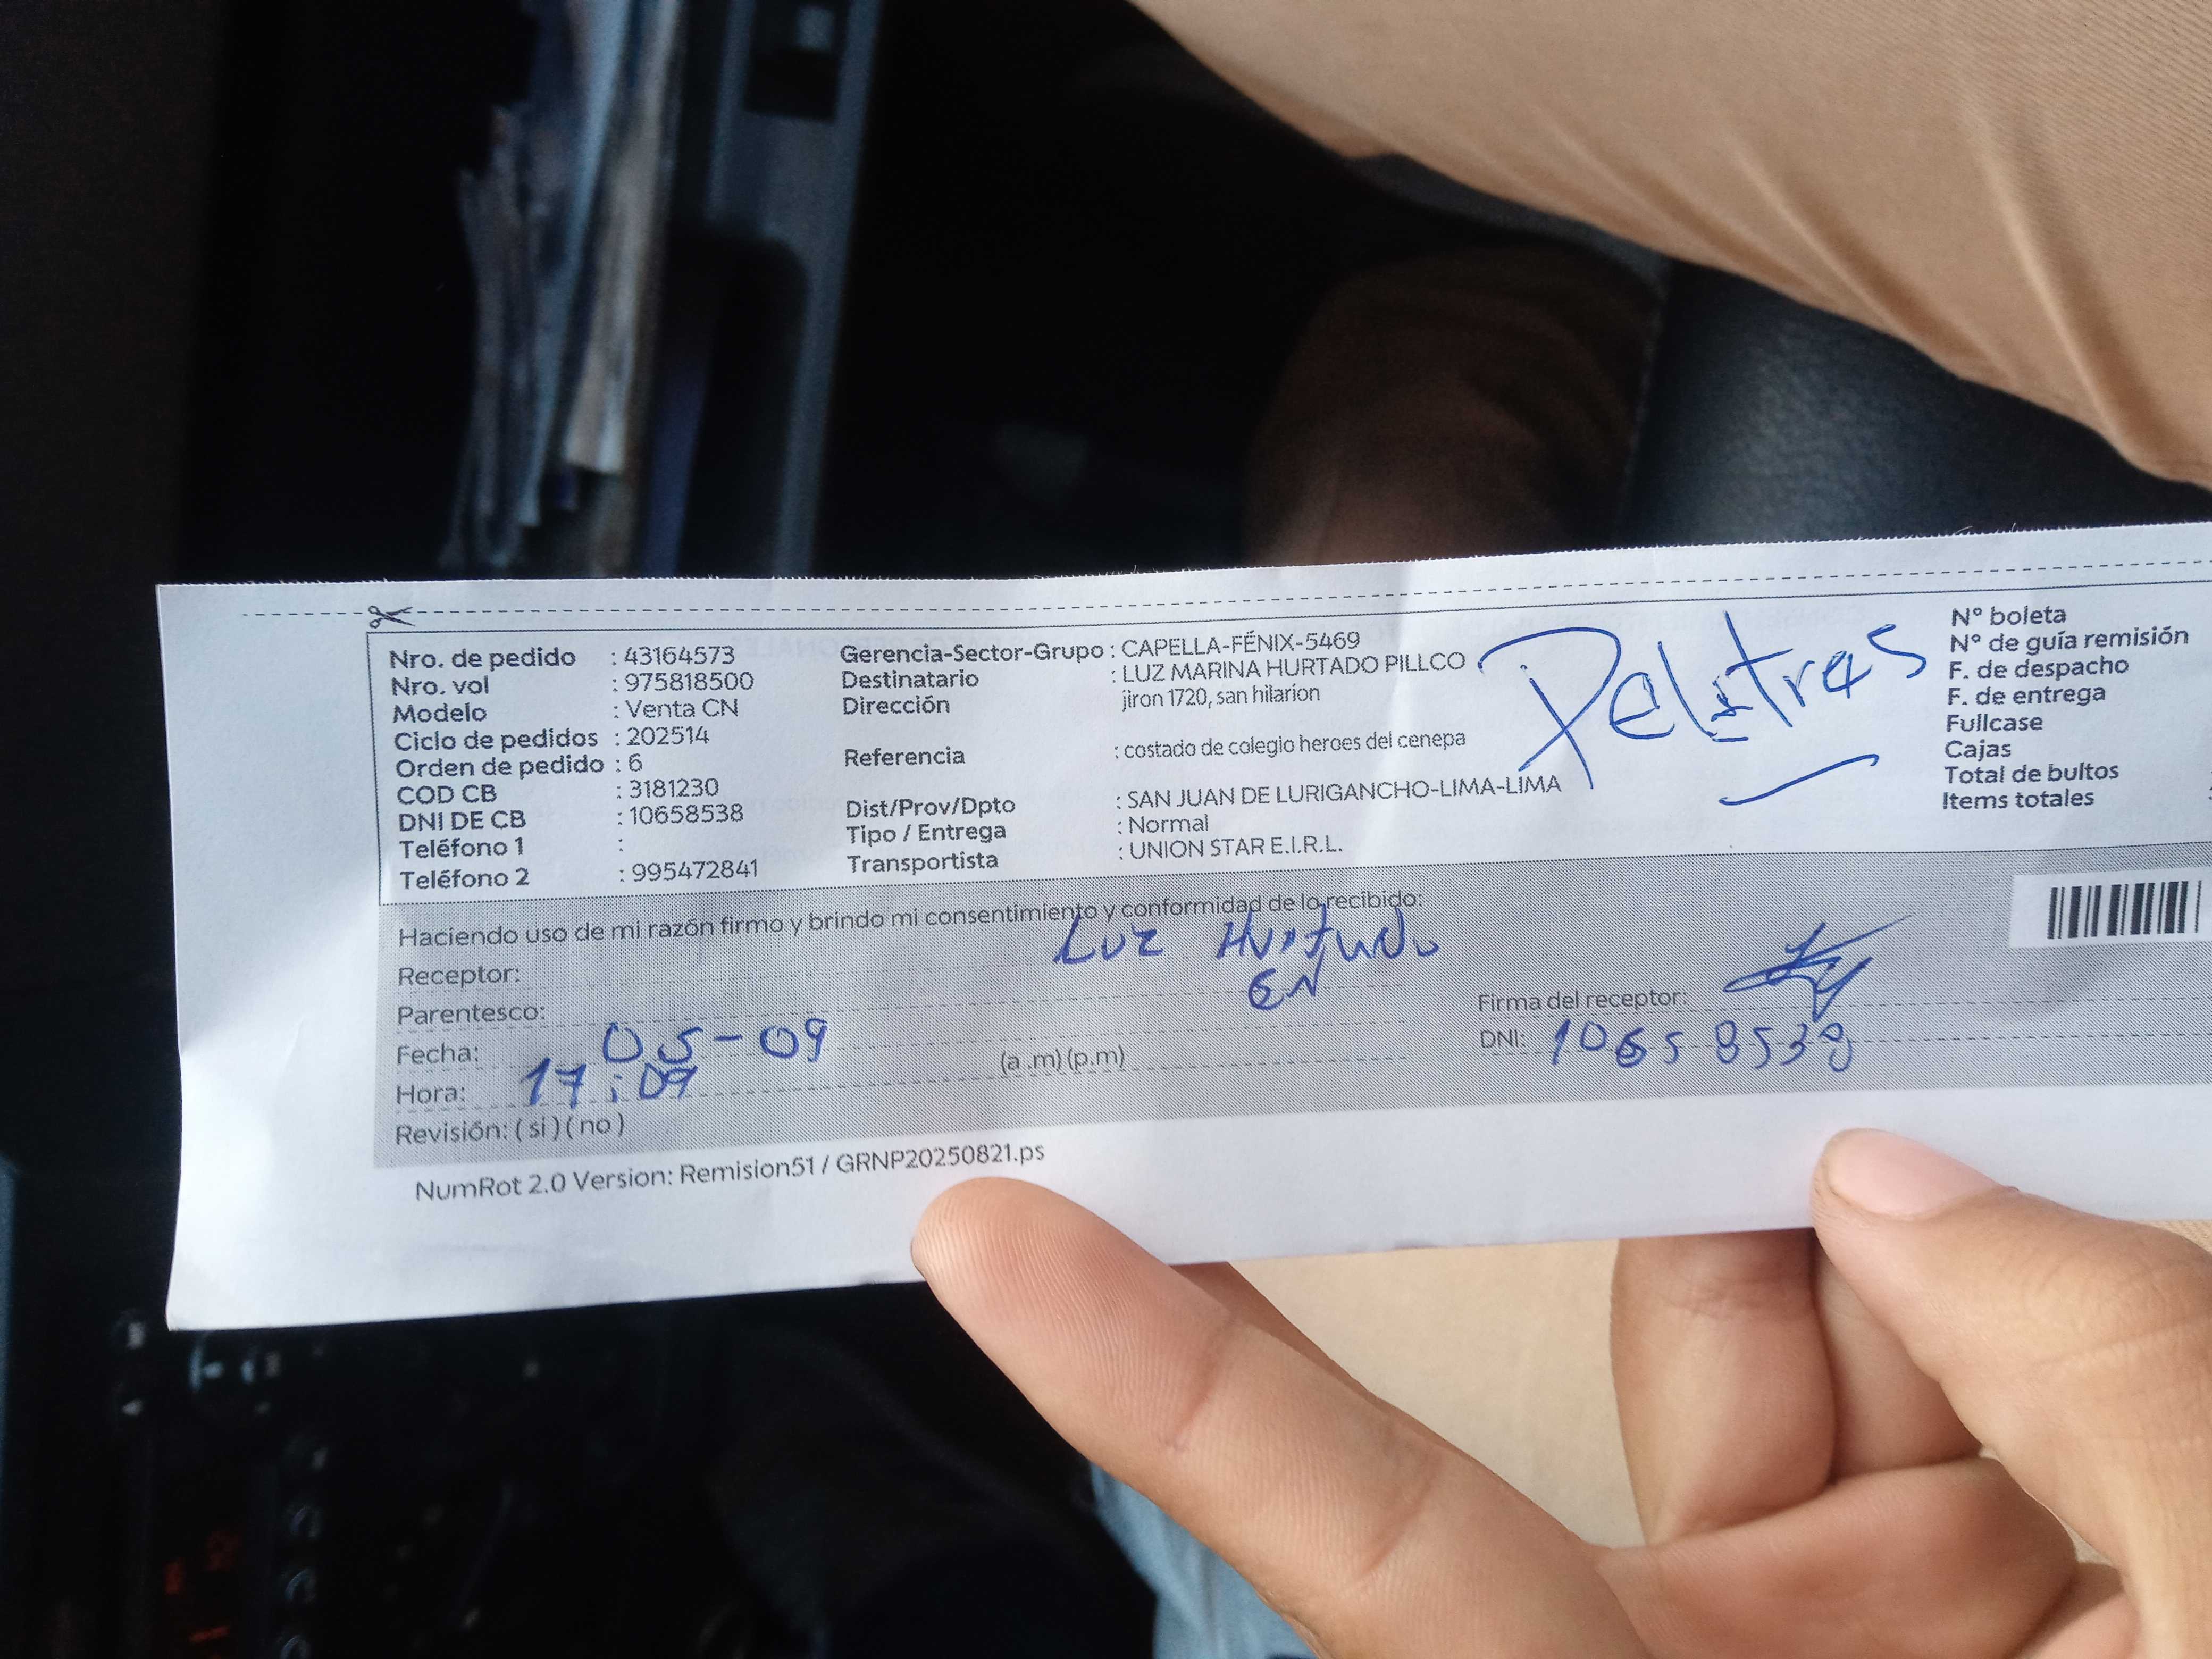 Nro. de pedido : 43164573
Nro. vol : 975818500
Modelo : Venta CN
Ciclo de pedidos : 202514
Orden de pedido : 6
COD CB : 3181230
DNI DE CB : 10658538
Teléfono 1 :
Teléfono 2 : 995472841
Gerencia-Sector-Grupo : CAPELLA-FÉNIX-5469
Destinatario : LUZ MARINA HURTADO PILLCO
Dirección jiron 1720, san hilarion
Referencia : costado de colegio heroes del cenepa
Dist/Prov/Dpto : SAN JUAN DE LURIGANCHO-LIMA-LIMA
Tipo / Entrega : Normal
Transportista : UNION STAR E.I.R.L.
N° boleta
N° de guía remisión
F. de despacho
F. de entrega
Fullcase
Cajas
Total de bultos
Items totales
Haciendo uso de mi razón firmo y brindo mi consentimiento y conformidad de lo recibido:
Receptor: Luz Hurtado
Parentesco:
Fecha: 05-09
Hora: 17:07 (a .m) (p.m)
Revisión: ( si ) ( no )
Firma del receptor:
DNI: 10658538
NumRot 2.0 Version: Remision51 / GRNP20250821.ps